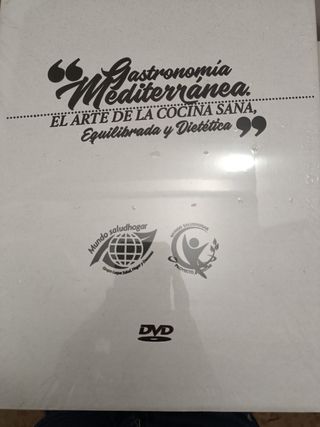 “Gastronomía
Mediterránea.
EL ARTE DE LA COCINA SANA,
Equilibrada y Dietética”
Mundo saludhogar
DVD